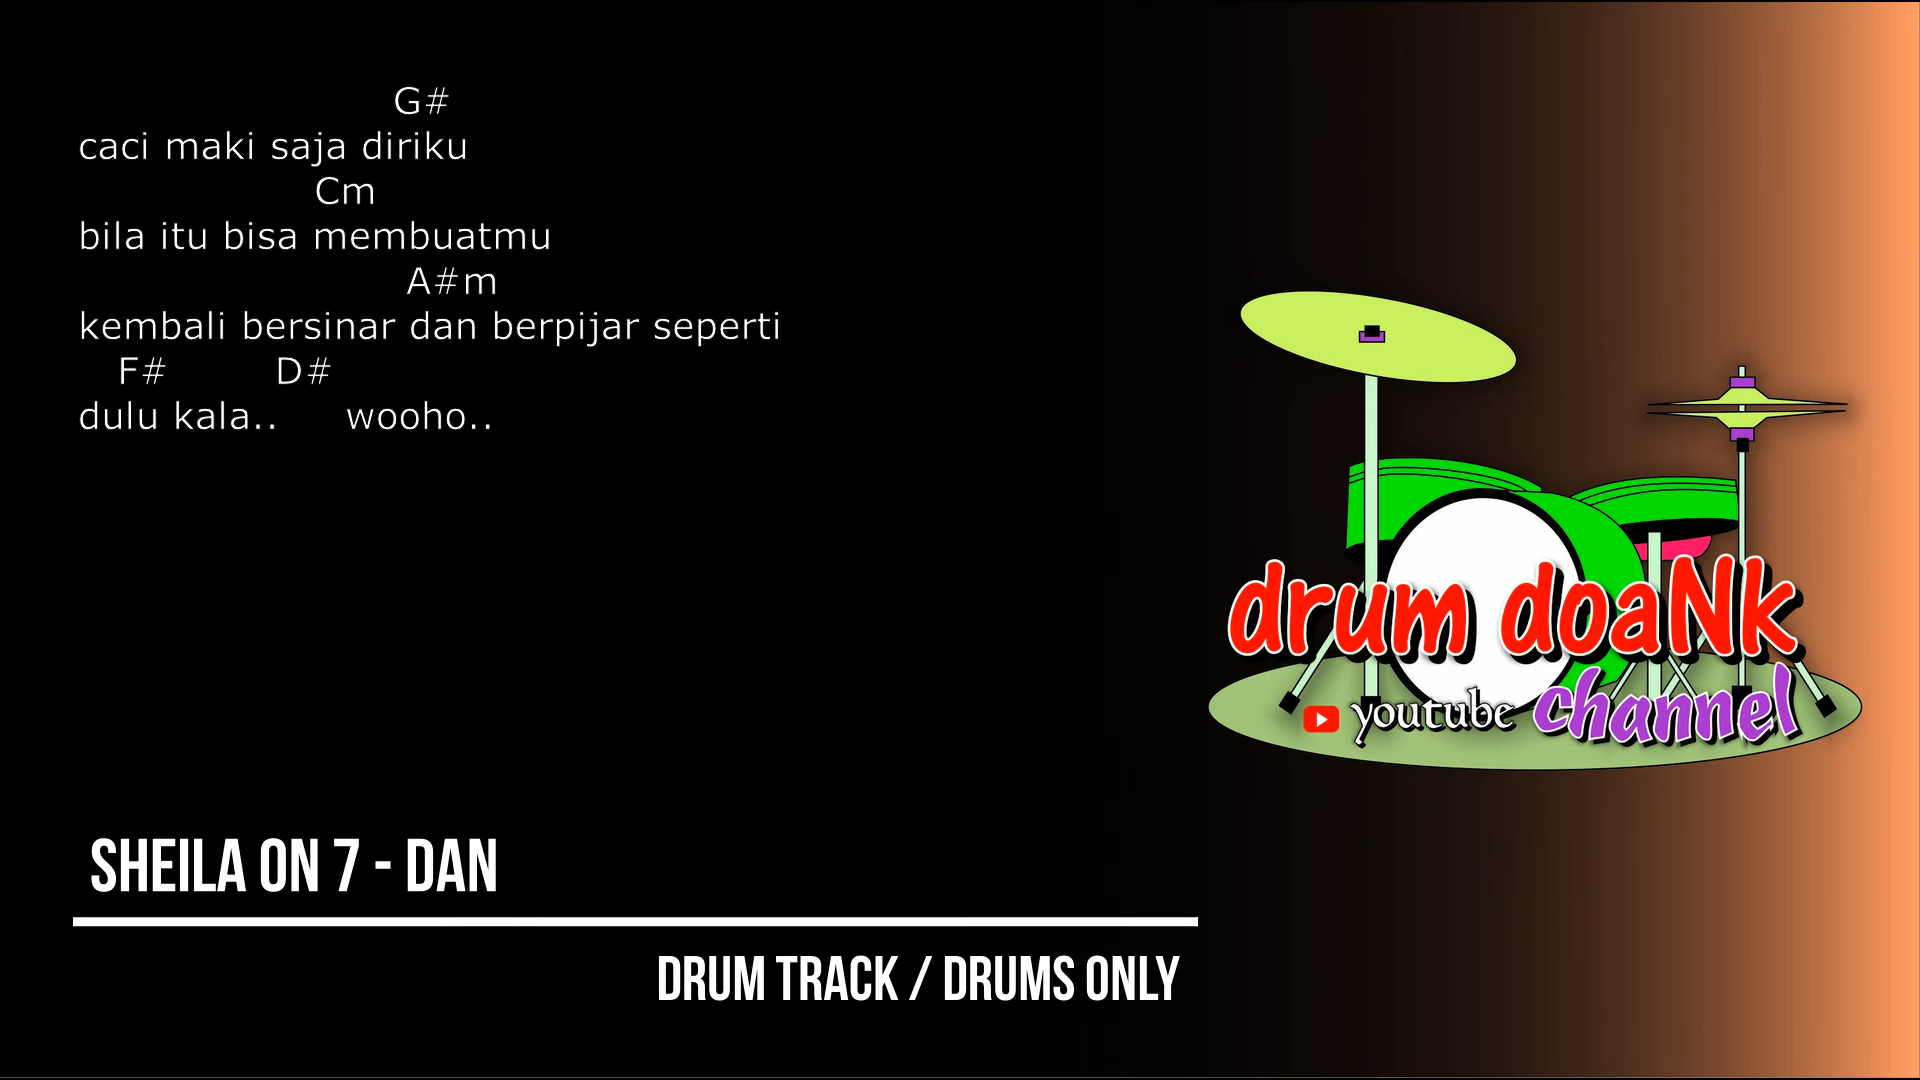 G#
caci maki saja diriku
Cm
bila itu bisa membuatmu
A#m
kembali bersinar dan berpijar seperti
F# D#
dulu kala.. wooho..
drum doaNk
youtube channel
SHEILA ON 7 - DAN
DRUM TRACK / DRUMS ONLY